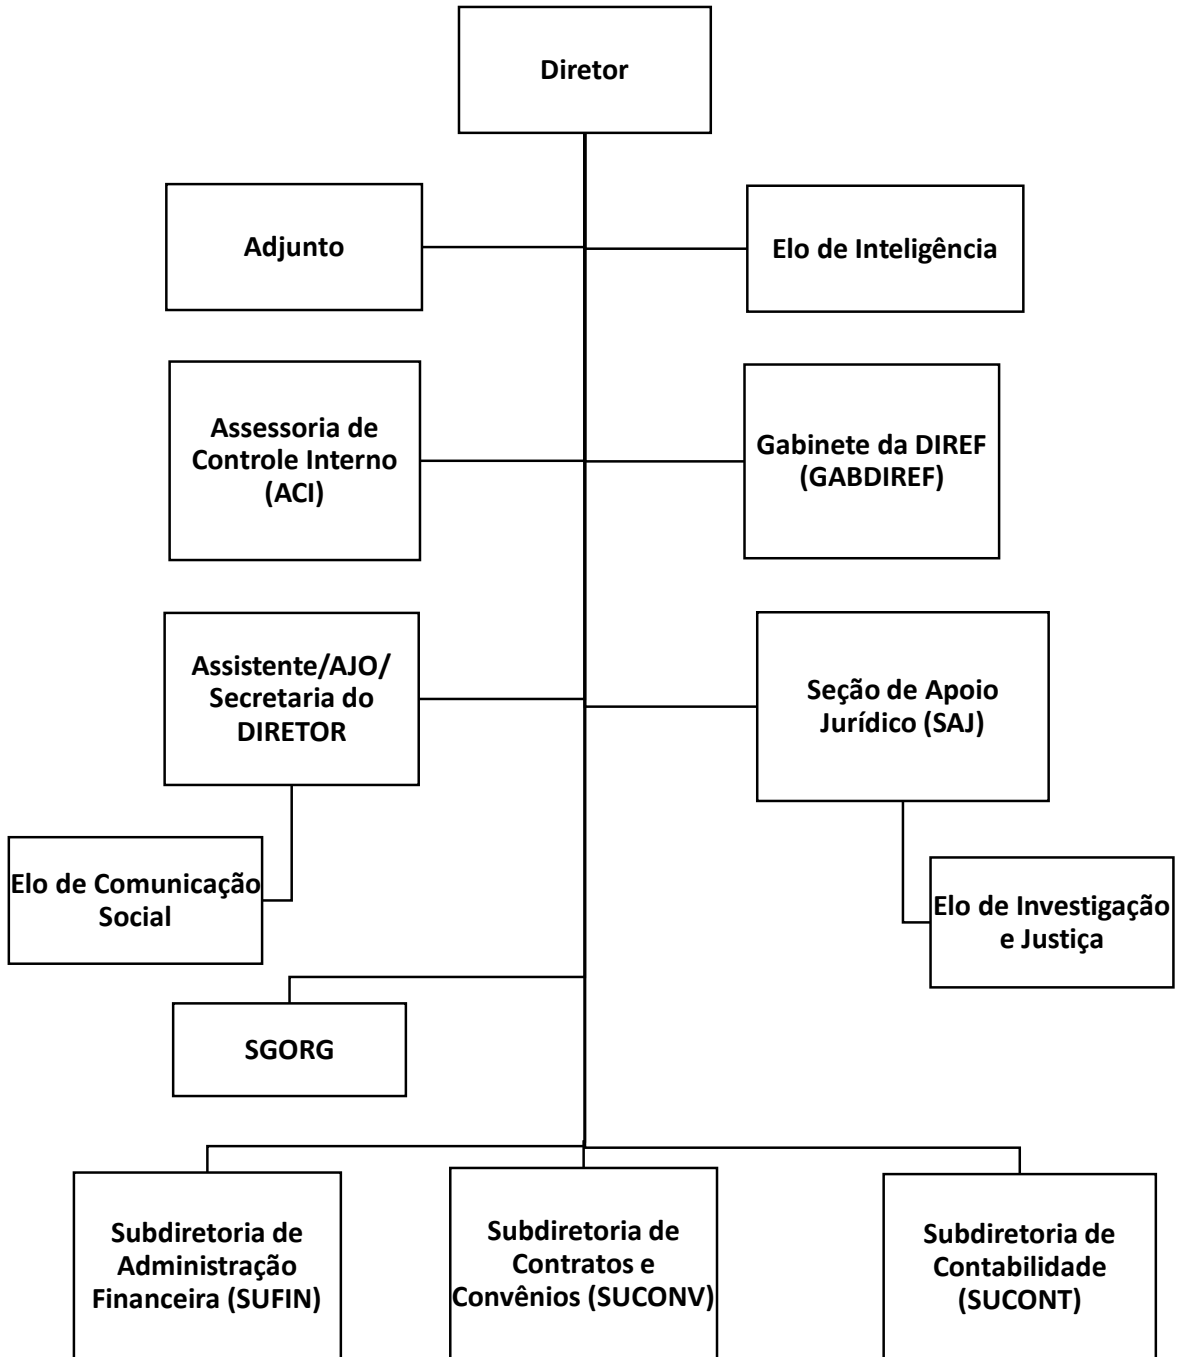 Diretor
Adjunto
Elo de Inteligência
Assessoria de
Controle Interno
(ACI)
Gabinete da DIREF
(GABDIREF)
Assistente/AJO/
Secretaria do
DIRETOR
Seção de Apoio
Jurídico (SAJ)
Elo de Comunicação
Social
Elo de Investigação
e Justiça
SGORG
Subdiretoria de
Administração
Financeira (SUFIN)
Subdiretoria de
Contratos e
Convênios (SUCONV)
Subdiretoria de
Contabilidade
(SUCONT)